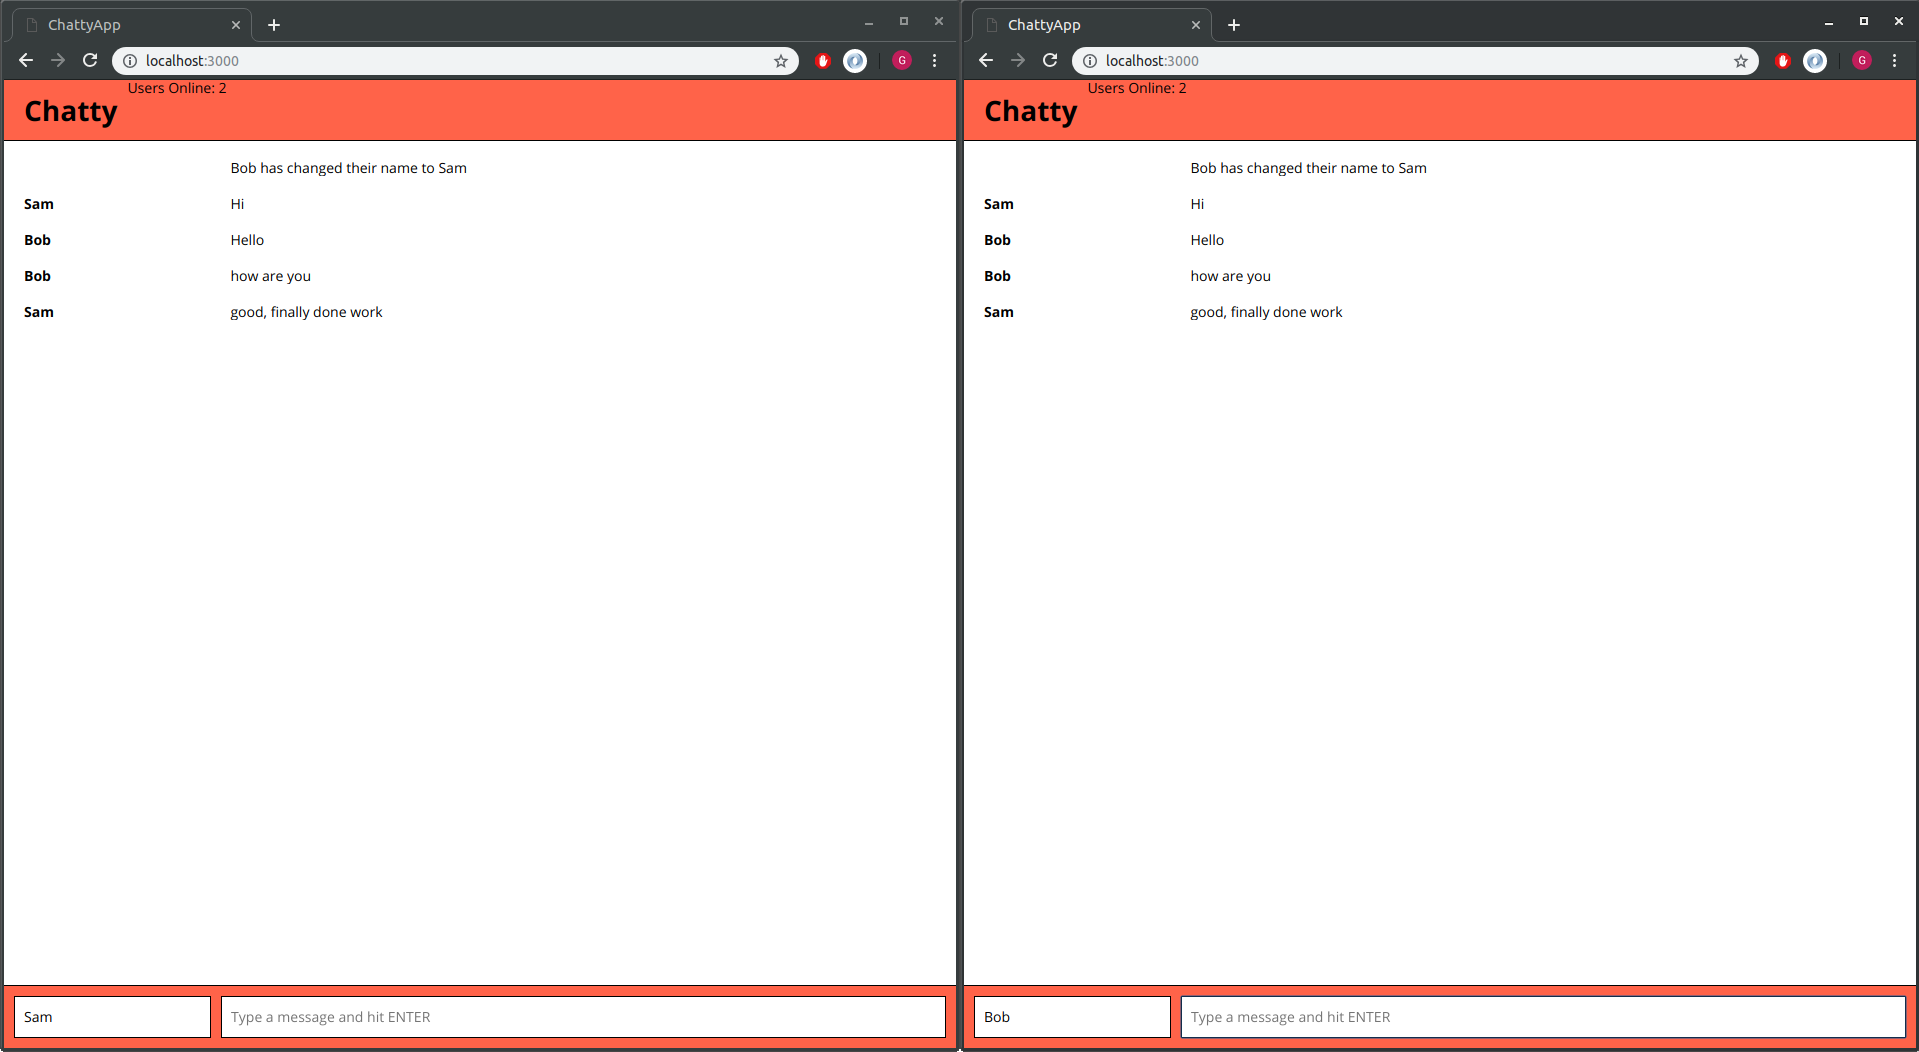 ChattyApp
localhost:3000
G
Users Online: 2
Chatty
Bob has changed their name to Sam
Sam Hi
Bob Hello
Bob how are you
Sam good, finally done work
Sam Type a message and hit ENTER
ChattyApp
localhost:3000
G
Users Online: 2
Chatty
Bob has changed their name to Sam
Sam Hi
Bob Hello
Bob how are you
Sam good, finally done work
Bob Type a message and hit ENTER